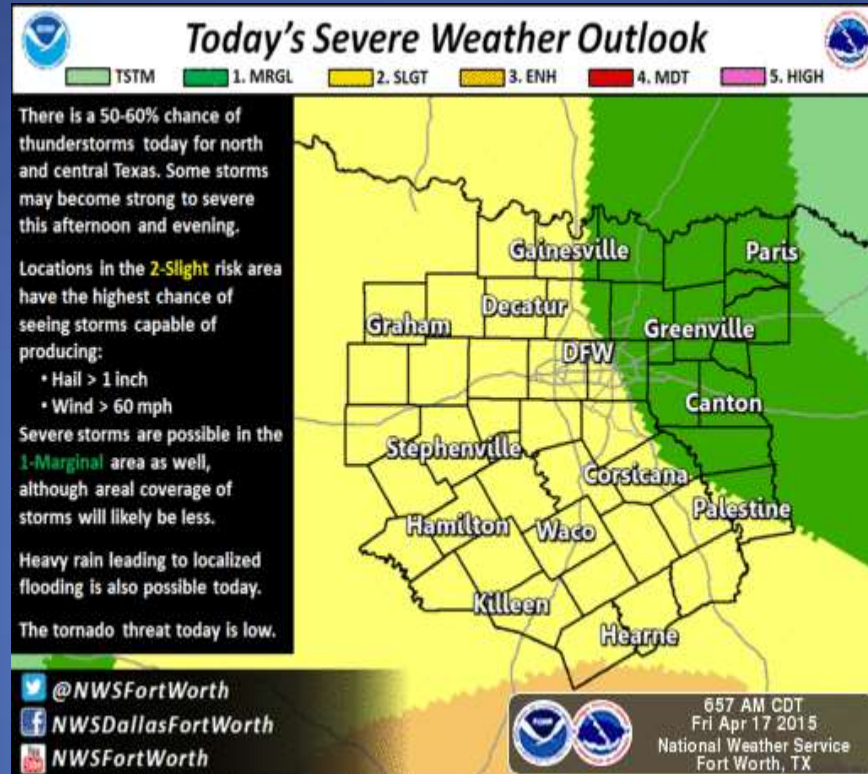 Today's Severe Weather Outlook
TSTM 1. MRGL 2. SLGT 3. ENH 4. MDT 5. HIGH
There is a 50-60% chance of
thunderstorms today for north
and central Texas. Some storms
may become strong to severe
this afternoon and evening.
Locations in the 2-Slight risk area
have the highest chance of
seeing storms capable of
producing:
• Hail > 1 inch
• Wind > 60 mph
Severe storms are possible in the
1-Marginal area as well,
although areal coverage of
storms will likely be less.
Heavy rain leading to localized
flooding is also possible today.
The tornado threat today is low.
Gainesville
Paris
Decatur
Graham
Greenville
DFW
Canton
Stephenville
Corsicana
Palestine
Hamilton
Waco
Killeen
Hearne
@NWSFortWorth
NWSDallasFortWorth
NWSFortWorth
657 AM CDT
Fri Apr 17 2015
National Weather Service
Fort Worth, TX